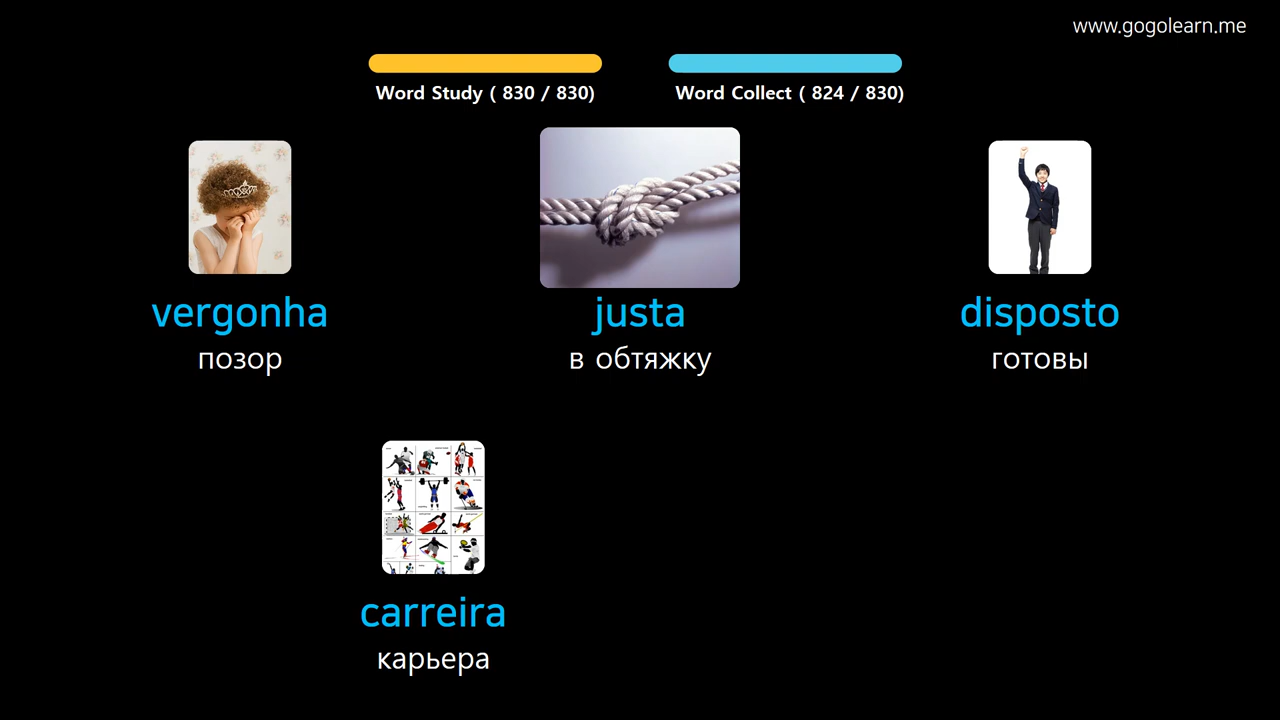 www.gogolearn.me
Word Study ( 830 / 830)
Word Collect ( 824 / 830)
vergonha
позор
justa
в обтяжку
disposto
готовы
carreira
карьера